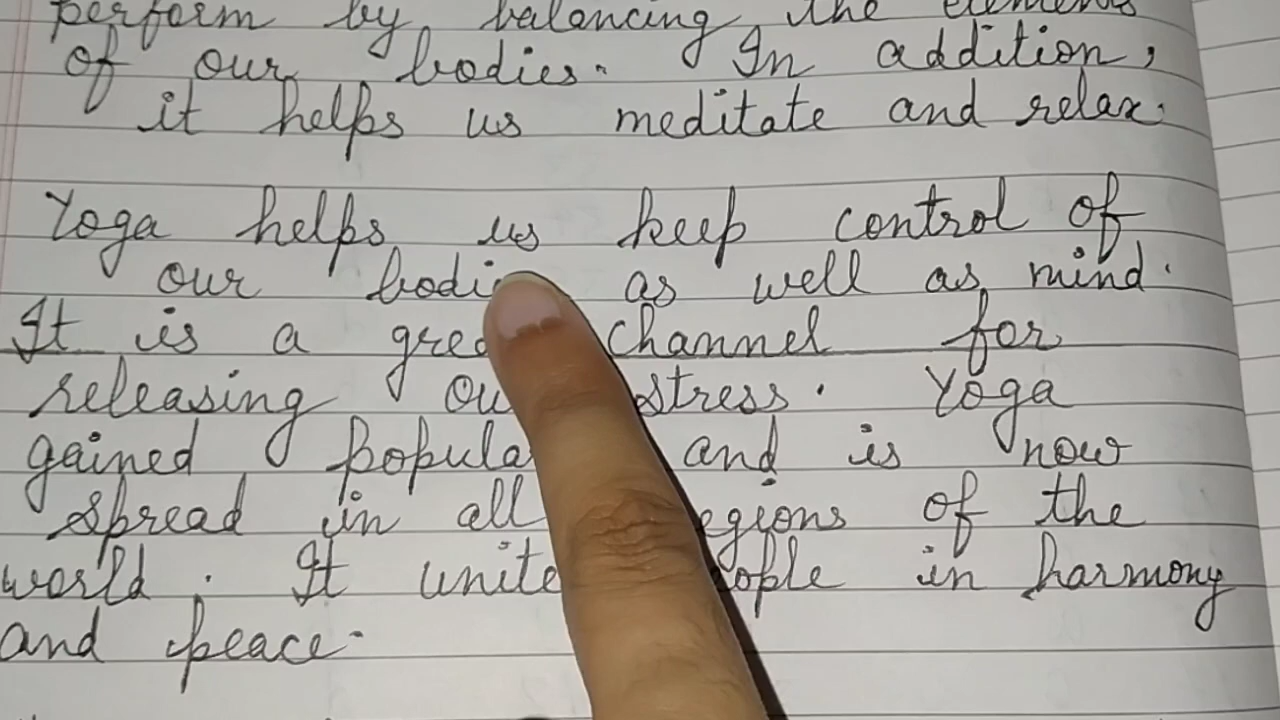 perform by balancing the elements
of our bodies. In addition,
it helps us meditate and relax.
Yoga helps us keep control of
our as well as mind.
It is a channel for
releasing stress. Yoga
gained and is now
spread in all of the
world. It in harmony
and peace.